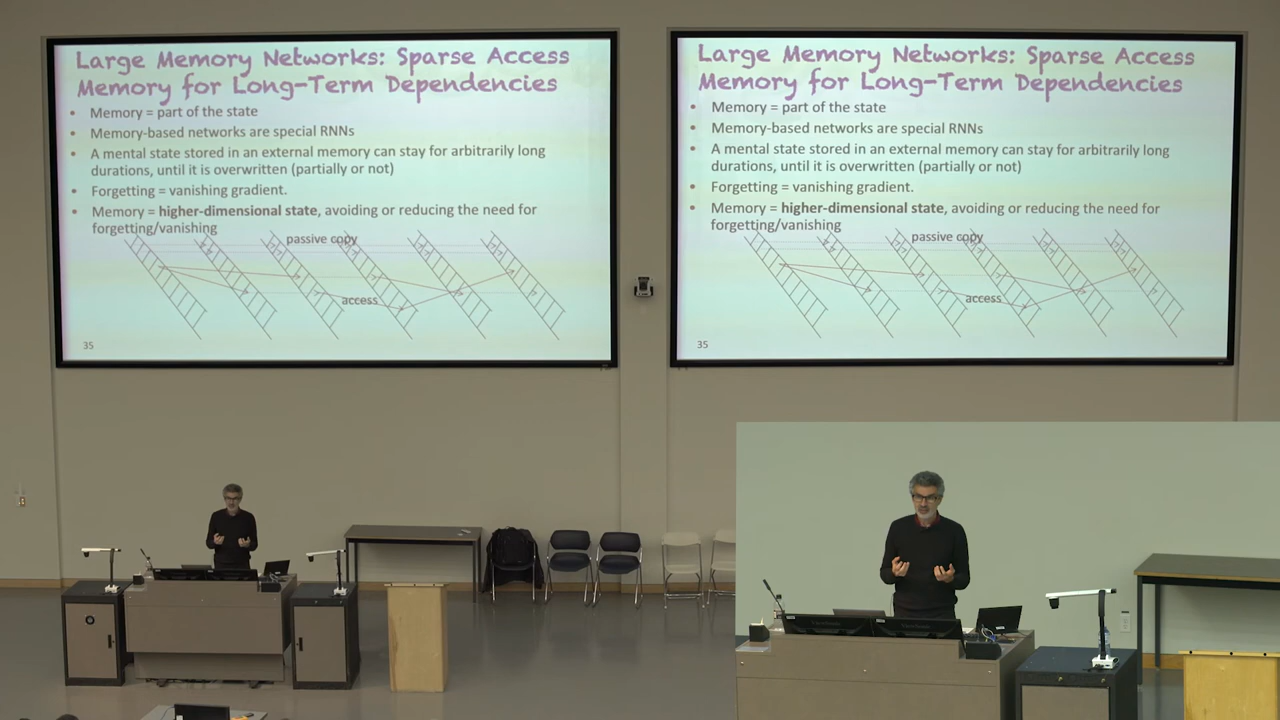 Large Memory Networks: Sparse Access
Memory for Long-Term Dependencies
• Memory = part of the state
• Memory-based networks are special RNNs
• A mental state stored in an external memory can stay for arbitrarily long
durations, until it is overwritten (partially or not)
• Forgetting = vanishing gradient.
• Memory = higher-dimensional state, avoiding or reducing the need for
forgetting/vanishing
passive copy
access
35
Large Memory Networks: Sparse Access
Memory for Long-Term Dependencies
• Memory = part of the state
• Memory-based networks are special RNNs
• A mental state stored in an external memory can stay for arbitrarily long
durations, until it is overwritten (partially or not)
• Forgetting = vanishing gradient.
• Memory = higher-dimensional state, avoiding or reducing the need for
forgetting/vanishing
passive copy
access
35